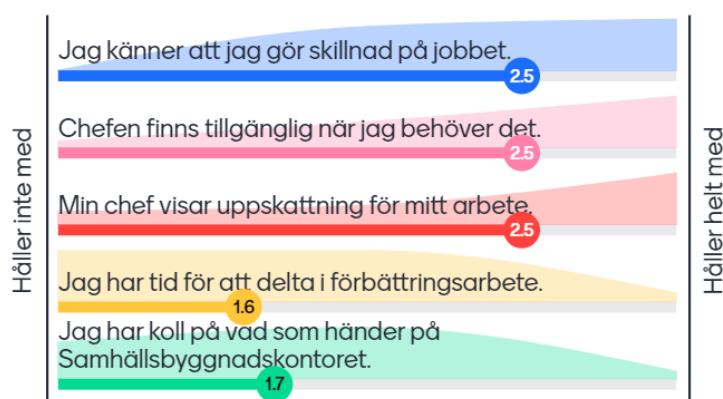 Jag känner att jag gör skillnad på jobbet.
2.5
Chefen finns tillgänglig när jag behöver det.
2.5
Min chef visar uppskattning för mitt arbete.
2.5
Jag har tid för att delta i förbättringsarbete.
1.6
Jag har koll på vad som händer på
Samhällsbyggnadskontoret.
1.7
Håller inte med
Håller helt med